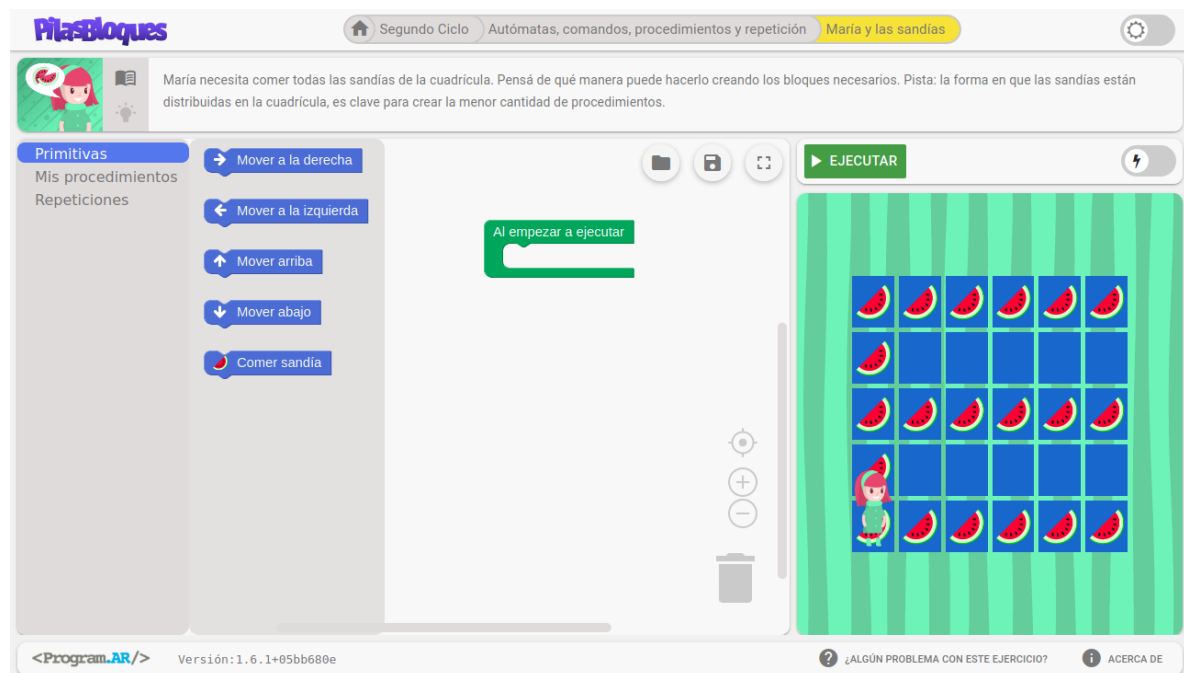 PilasBloques
Segundo Ciclo
Autómatas, comandos, procedimientos y repetición
María y las sandías
María necesita comer todas las sandías de la cuadrícula. Pensá de qué manera puede hacerlo creando los bloques necesarios. Pista: la forma en que las sandías están
distribuidas en la cuadrícula, es clave para crear la menor cantidad de procedimientos.
Primitivas
Mis procedimientos
Repeticiones
Mover a la derecha
Mover a la izquierda
Mover arriba
Mover abajo
Comer sandía
Al empezar a ejecutar
EJECUTAR
<Program.AR/>
Versión:1.6.1+05bb680e
¿ALGÚN PROBLEMA CON ESTE EJERCICIO?
ACERCA DE